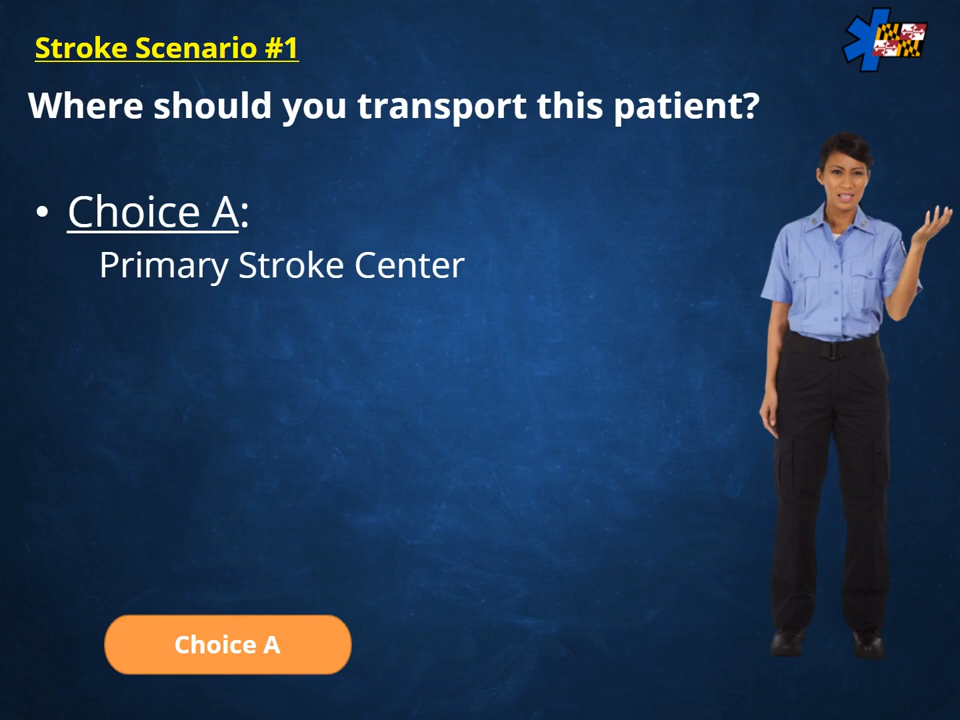 Stroke Scenario #1
Where should you transport this patient?
• Choice A:
Primary Stroke Center
Choice A